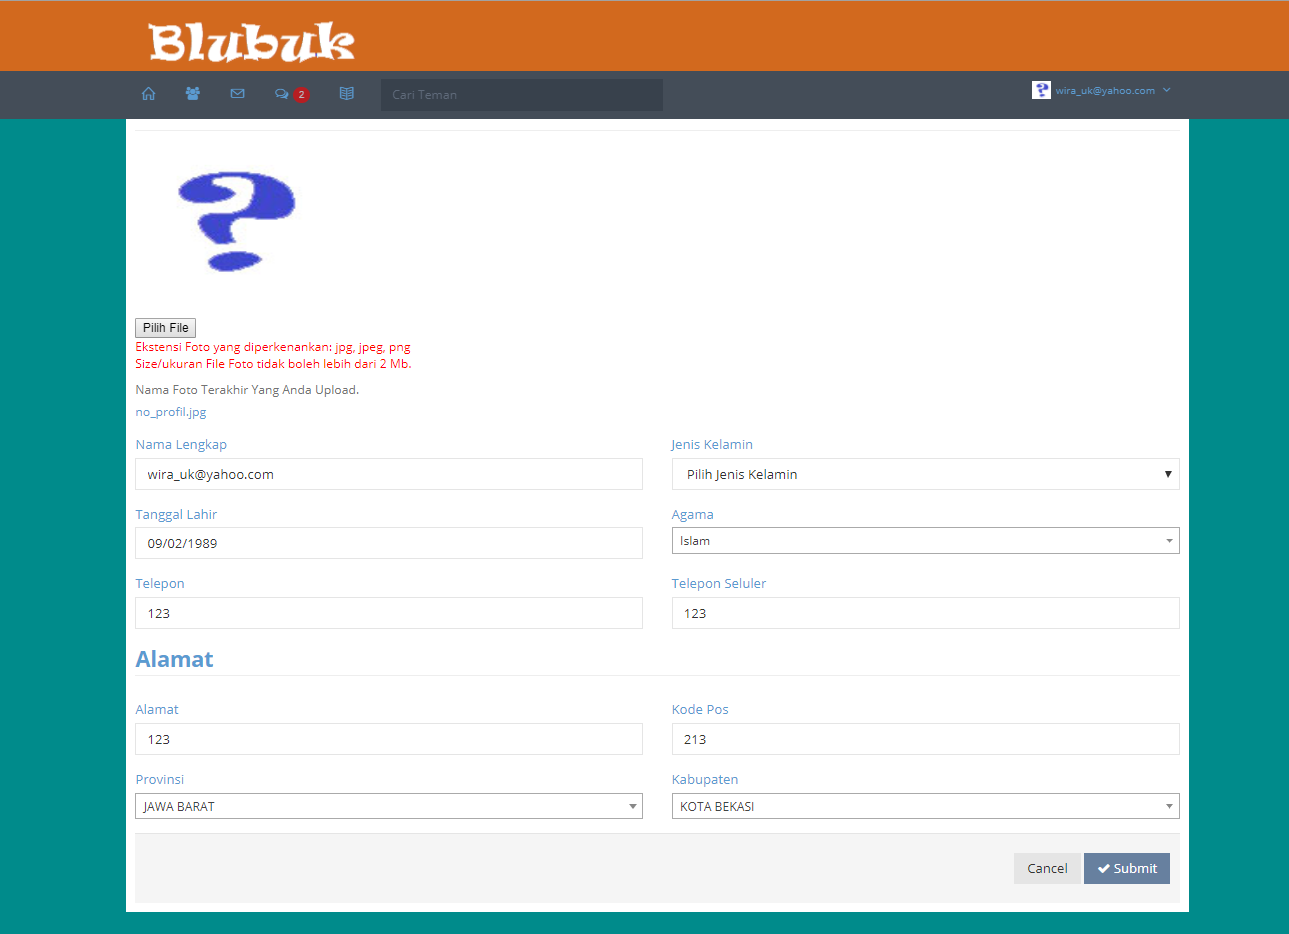 Blubuk
2
Cari Teman
wira_uk@yahoo.com
?
Pilih File
Ekstensi Foto yang diperkenankan: jpg, jpeg, png
Size/ukuran File Foto tidak boleh lebih dari 2 Mb.
Nama Foto Terakhir Yang Anda Upload.
no_profil.jpg
Nama Lengkap
Jenis Kelamin
wira_uk@yahoo.com
Pilih Jenis Kelamin
Tanggal Lahir
Agama
09/02/1989
Islam
Telepon
Telepon Seluler
123
123
Alamat
Alamat
Kode Pos
123
213
Provinsi
Kabupaten
JAWA BARAT
KOTA BEKASI
Cancel
Submit